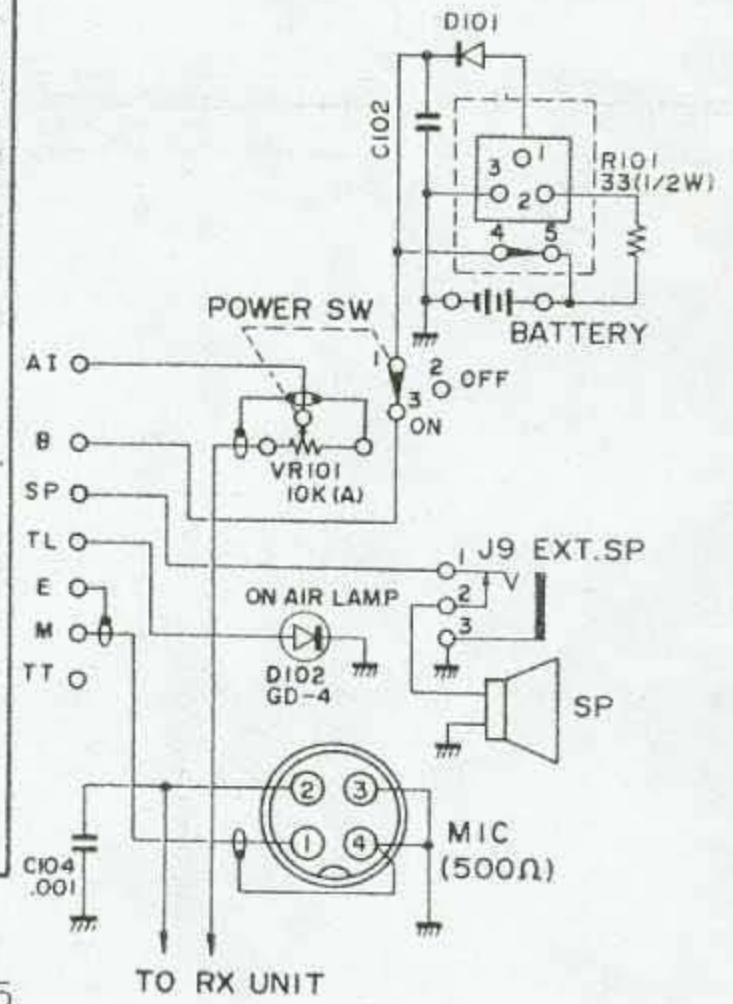 D101
C102
1
3
2
R101
33(1/2W)
4 5
BATTERY
POWER SW
1
2
OFF
3
ON
AI
B
VR101
10K(A)
SP
TL
E
M
TT
1
J9 EXT.SP
2
3
ON AIR LAMP
D102
GD-4
SP
2 3
1 4
MIC
(500Ω)
C104
.001
TO RX UNIT
5